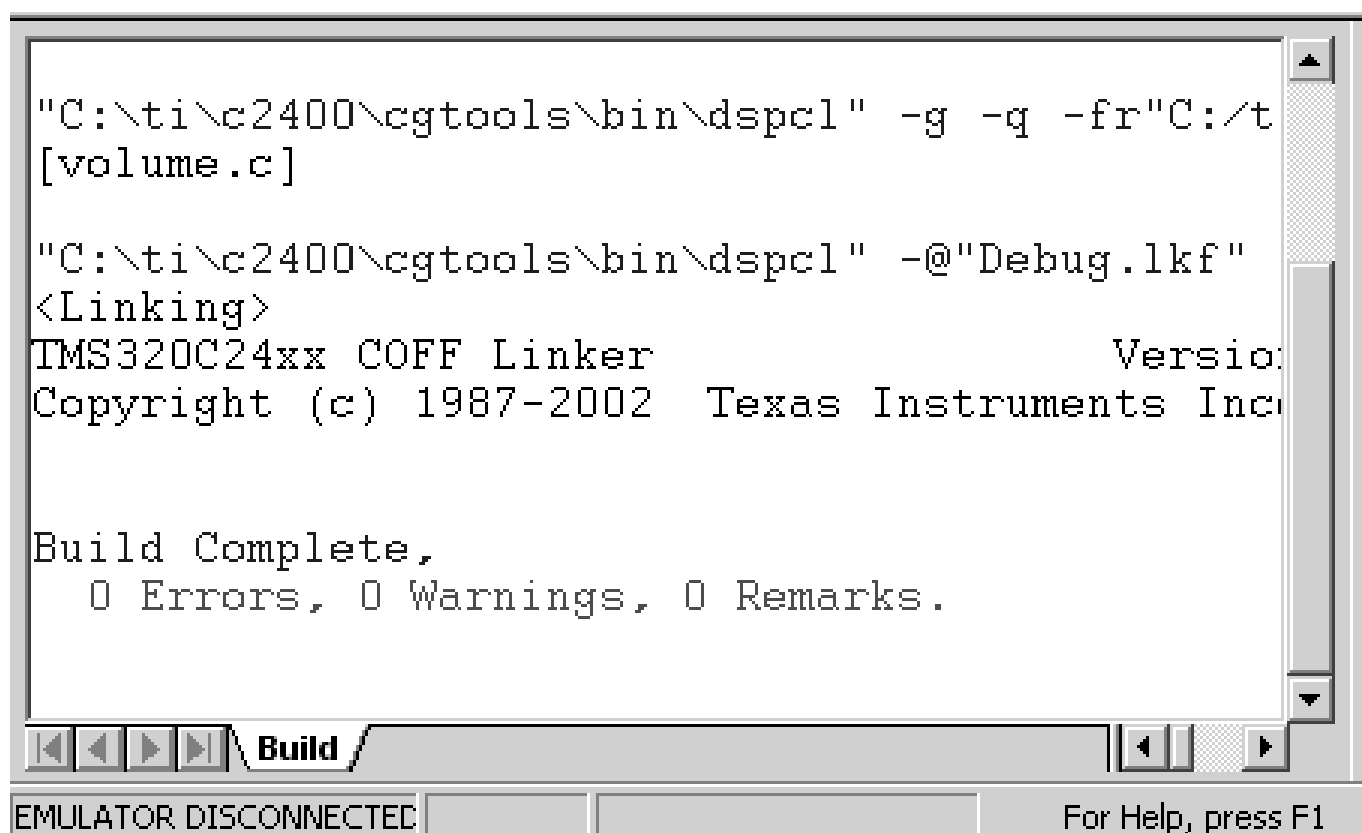 "C:\ti\c2400\cgtools\bin\dspcl" -g -q -fr"C:/t
[volume.c]
"C:\ti\c2400\cgtools\bin\dspcl" -@"Debug.lkf"
<Linking>
TMS320C24xx COFF Linker
Copyright (c) 1987-2002 Texas Instruments
Build Complete,
0 Errors, 0 Warnings, 0 Remarks.
Build
EMULATOR DISCONNECTED For Help, press F1